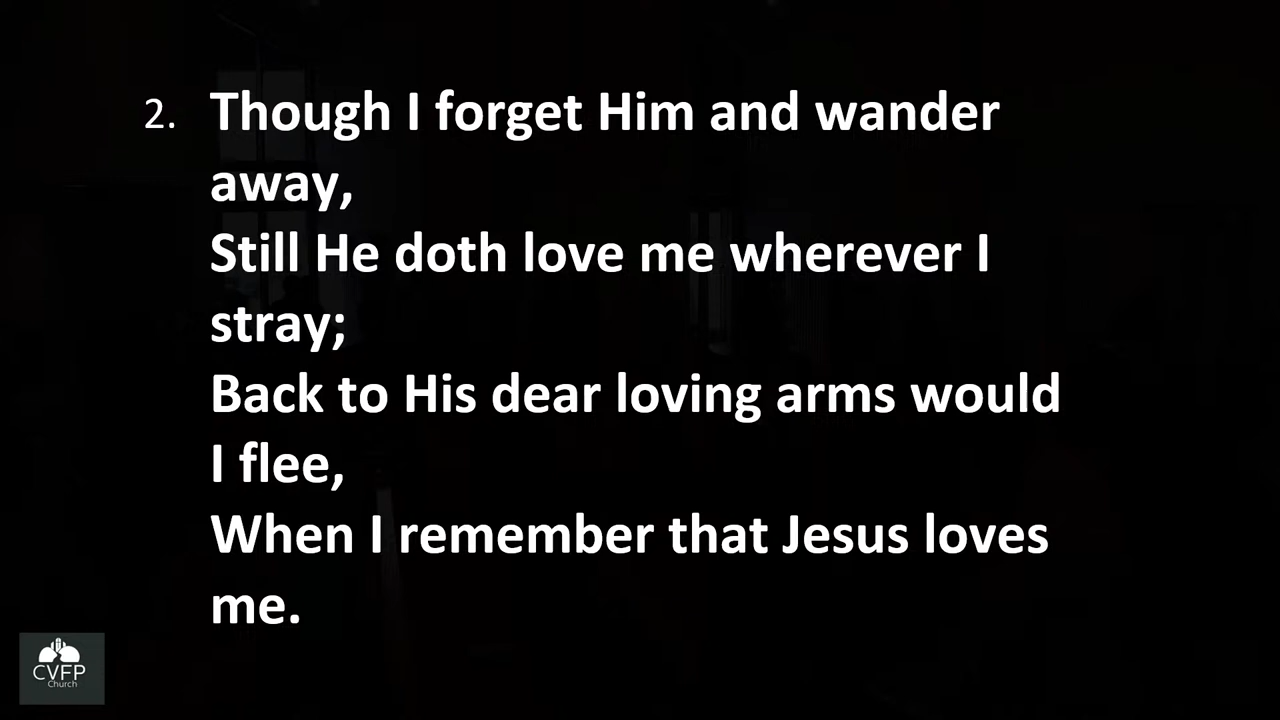 2. Though I forget Him and wander
away,
Still He doth love me wherever I
stray;
Back to His dear loving arms would
I flee,
When I remember that Jesus loves
me.
CVFP
Church